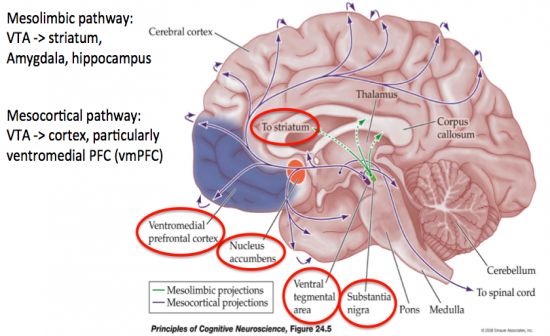 Mesolimbic pathway:
VTA -> striatum,
Amygdala, hippocampus
Mesocortical pathway:
VTA -> cortex, particularly
ventromedial PFC (vmPFC)
Cerebral cortex
Thalamus
To striatum
Corpus
callosum
Ventromedial
prefrontal cortex
Nucleus
accumbens
Ventral
tegmental
area
Substantia
nigra
Pons
Medulla
Cerebellum
To spinal cord
Mesolimbic projections
Mesocortical projections
Principles of Cognitive Neuroscience, Figure 24.5
© 2008 Sinauer Associates, Inc.